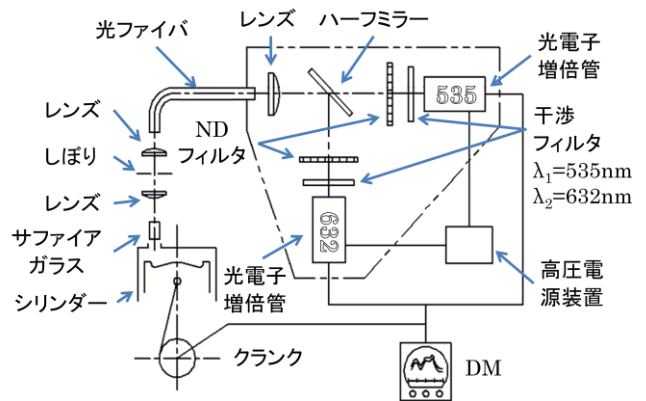 光ファイバ
レンズ
ハーフミラー
光電子
増倍管
535
レンズ
しぼり
レンズ
ND
フィルタ
干渉
フィルタ
λ₁=535nm
λ₂=632nm
632
サファイア
ガラス
シリンダー
光電子
増倍管
高圧電
源装置
クランク
DM